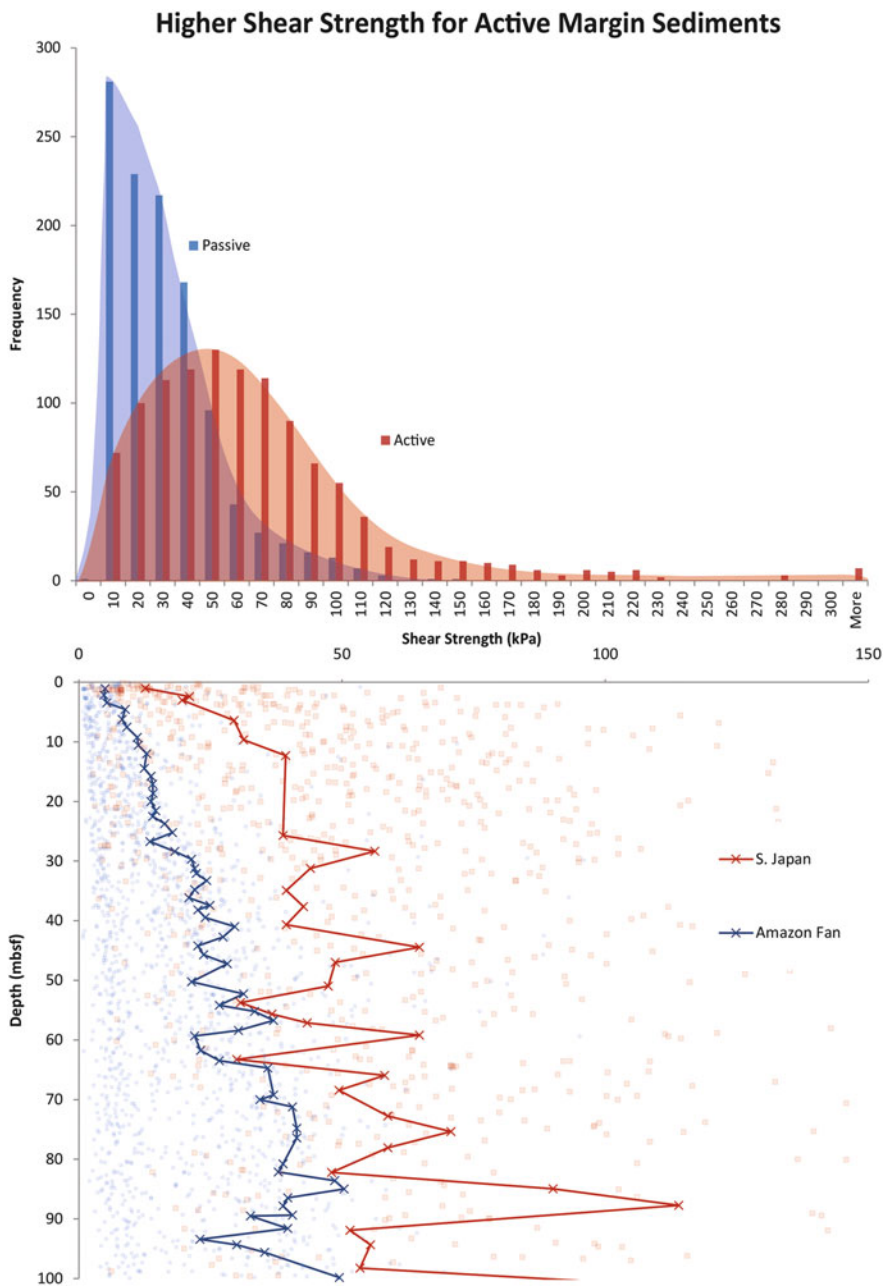 Higher Shear Strength for Active Margin Sediments
300
250
200
150
100
50
0
Frequency
Passive
Active
0 10 20 30 40 50 60 70 80 90 100 110 120 130 140 150 160 170 180 190 200 210 220 230 240 250 260 270 280 290 300 More
Shear Strength (kPa)
0 50 100 150
0
10
20
30
40
50
60
70
80
90
100
Depth (mbsf)
S. Japan
Amazon Fan